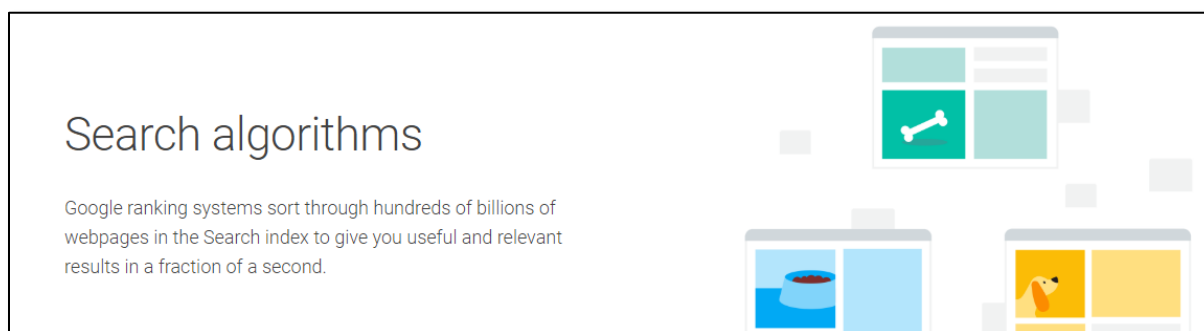 Search algorithms
Google ranking systems sort through hundreds of billions of
webpages in the Search index to give you useful and relevant
results in a fraction of a second.